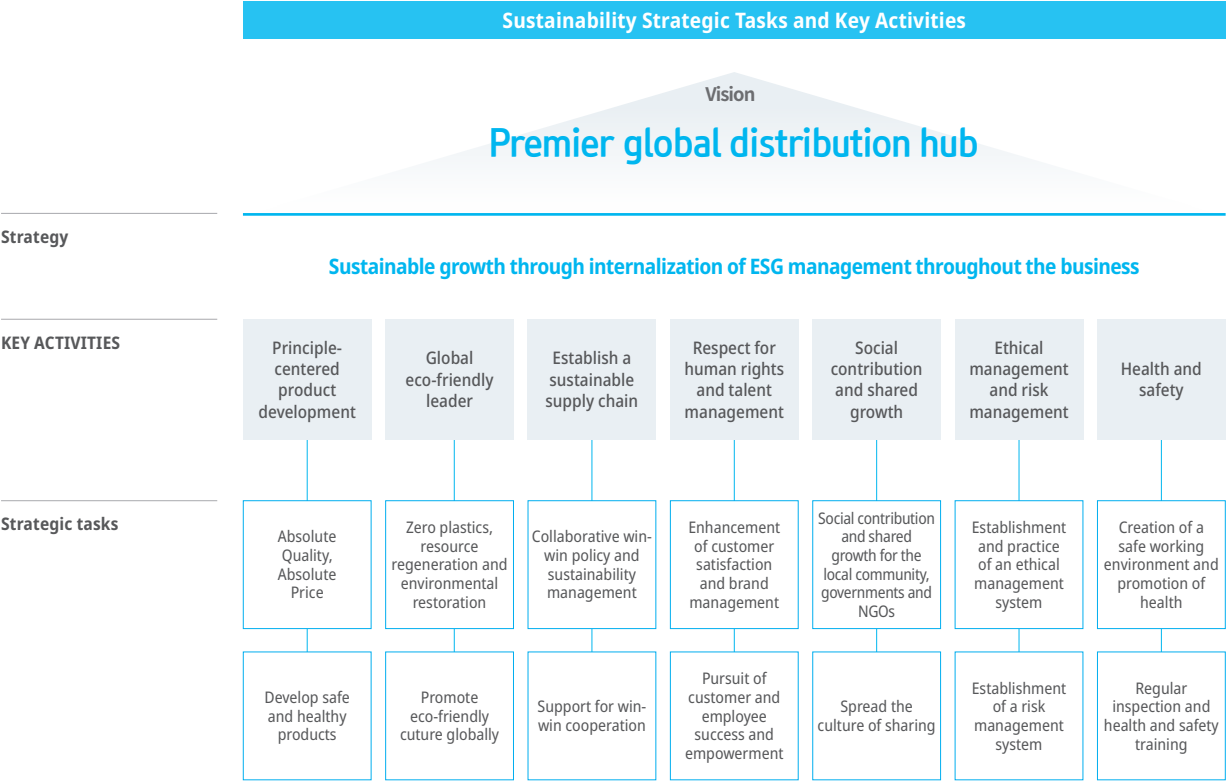 Sustainability Strategic Tasks and Key Activities
Vision
Premier global distribution hub
Strategy
Sustainable growth through internalization of ESG management throughout the business
KEY ACTIVITIES
Principle-
centered
product
development
Global
eco-friendly
leader
Establish a
sustainable
supply chain
Respect for
human rights
and talent
management
Social
contribution
and shared
growth
Ethical
management
and risk
management
Health and
safety
Strategic tasks
Absolute
Quality,
Absolute
Price
Zero plastics,
resource
regeneration and
environmental
restoration
Collaborative win-
win policy and
sustainability
management
Enhancement
of customer
satisfaction
and brand
management
Social contribution
and shared
growth for the
local community,
governments and
NGOs
Establishment
and practice
of an ethical
management
system
Creation of a
safe working
environment and
promotion of
health
Develop safe
and healthy
products
Promote
eco-friendly
cuture globally
Support for win-
win cooperation
Pursuit of
customer and
employee
success and
empowerment
Spread the
culture of sharing
Establishment
of a risk
management
system
Regular
inspection and
health and safety
training